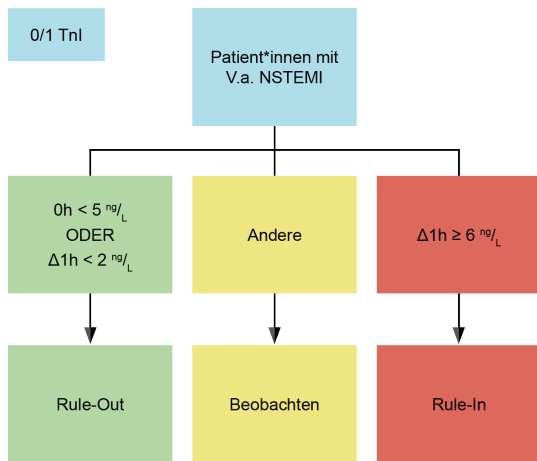 0/1 TnI
Patient*innen mit
V.a. NSTEMI
0h < 5 ng/L
ODER
Δ1h < 2 ng/L
Andere
Δ1h ≥ 6 ng/L
Rule-Out
Beobachten
Rule-In